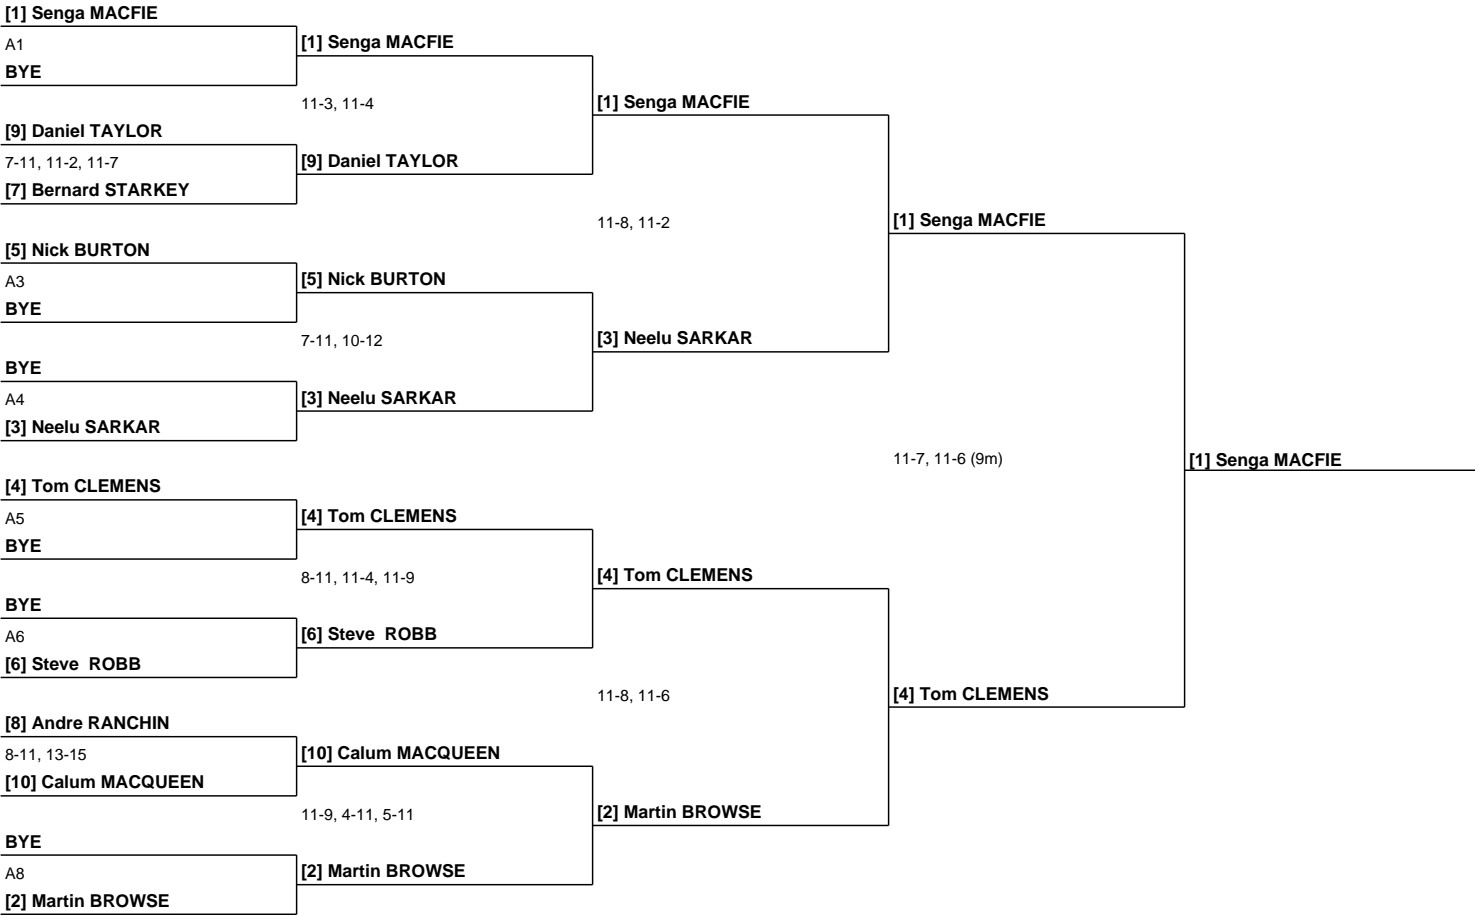 [1] Senga MACFIE
A1
BYE
[9] Daniel TAYLOR
7-11, 11-2, 11-7
[7] Bernard STARKEY
[5] Nick BURTON
A3
BYE
BYE
A4
[3] Neelu SARKAR
[4] Tom CLEMENS
A5
BYE
BYE
A6
[6] Steve  ROBB
[8] Andre RANCHIN
8-11, 13-15
[10] Calum MACQUEEN
BYE
A8
[2] Martin BROWSE
[1] Senga MACFIE
11-3, 11-4
[9] Daniel TAYLOR
[5] Nick BURTON
7-11, 10-12
[3] Neelu SARKAR
[4] Tom CLEMENS
8-11, 11-4, 11-9
[6] Steve  ROBB
[10] Calum MACQUEEN
11-9, 4-11, 5-11
[2] Martin BROWSE
[1] Senga MACFIE
11-8, 11-2
[3] Neelu SARKAR
[4] Tom CLEMENS
11-8, 11-6
[2] Martin BROWSE
[1] Senga MACFIE
11-7, 11-6 (9m)
[4] Tom CLEMENS
[1] Senga MACFIE